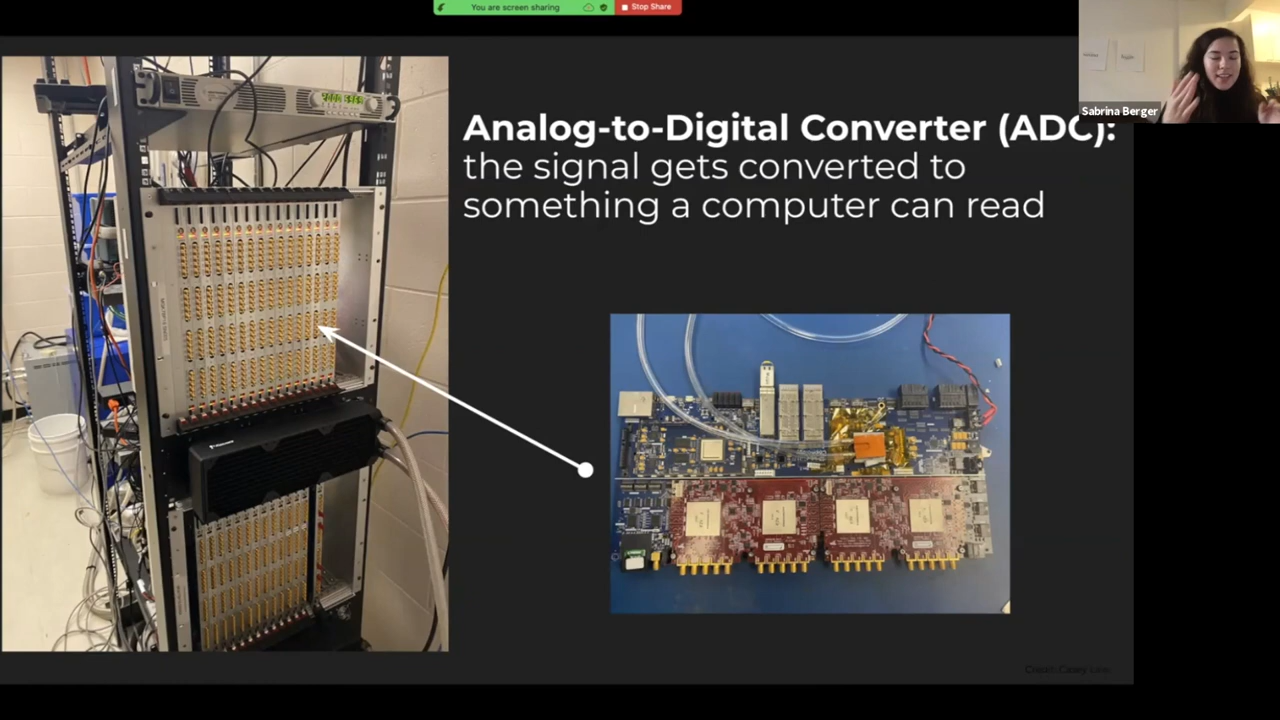 You are screen sharing
Stop Share
Sabrina Berger
Analog-to-Digital Converter (ADC):
the signal gets converted to
something a computer can read